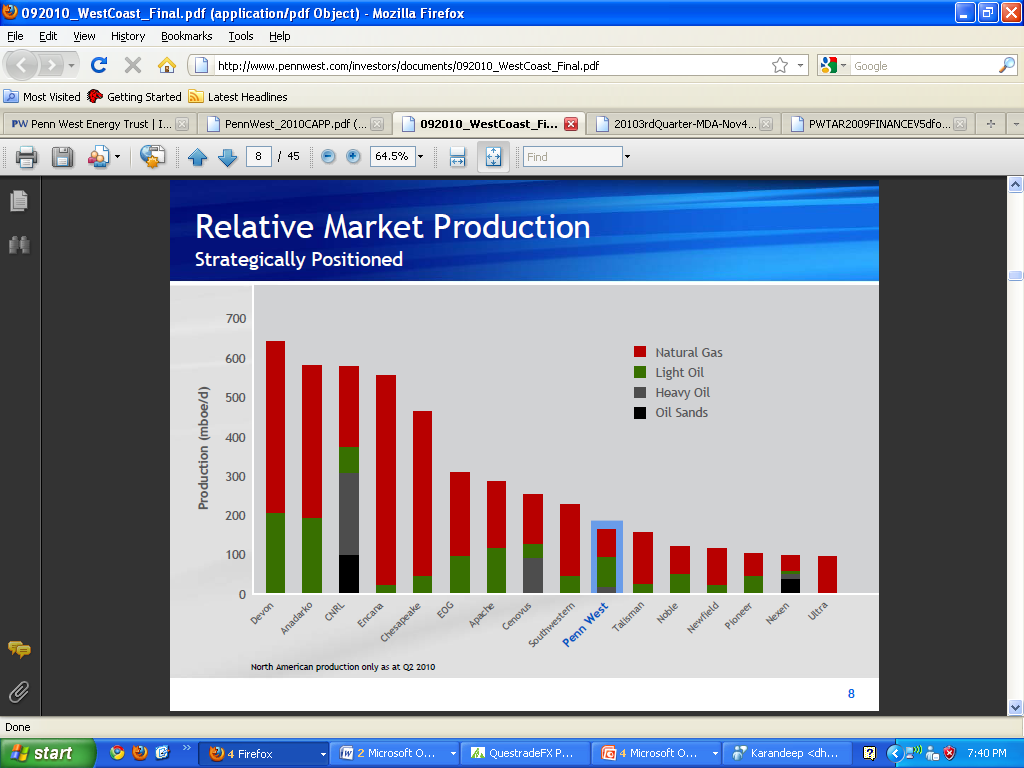 092010_WestCoast_Final.pdf (application/pdf Object) - Mozilla Firefox
File Edit View History Bookmarks Tools Help
http://www.pennwest.com/investors/documents/092010_WestCoast_Final.pdf Google
Most Visited Getting Started Latest Headlines
PW Penn West Energy Trust | I... PennWest_2010CAPP.pdf (... 092010_WestCoast_Fi... 20103rdQuarter-MDA-Nov4... PWTAR2009FINANCEV5dfo...
8 / 45 64.5% Find
Relative Market Production
Strategically Positioned
Production (mboe/d)
700
600
500
400
300
200
100
0
Natural Gas
Light Oil
Heavy Oil
Oil Sands
Devon Anadarko CNRL Encana Chesapeake EOG Apache Cenovus Southwestern Penn West Talisman Noble Newfield Pioneer Nexen Ultra
North American production only as at Q2 2010
8
Done
start 4 Firefox 2 Microsoft O... QuestradeFX P... 4 Microsoft O... Karandeep <dh... 7:40 PM